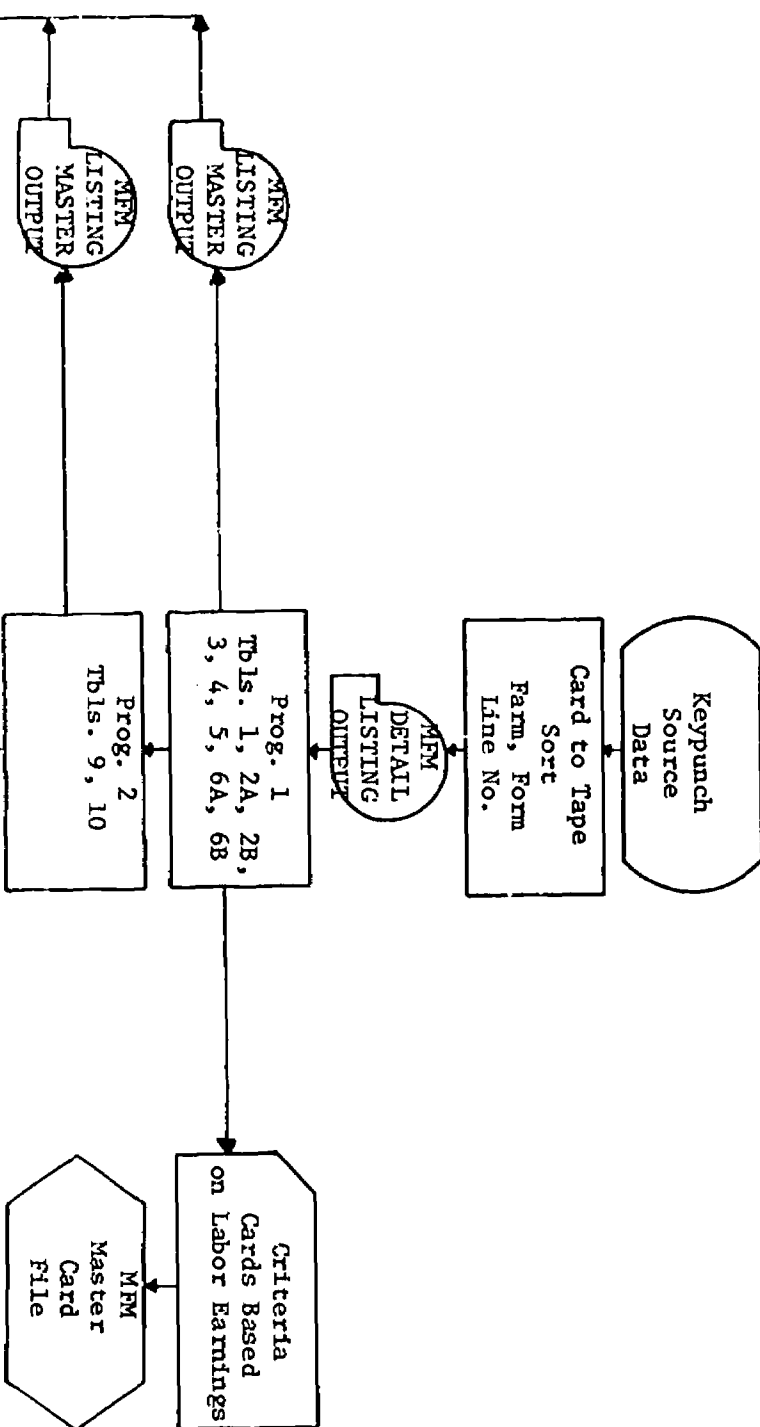 Keypunch
Source
Data
Card to Tape
Sort
Farm, Form
Line No.
MFM
DETAIL
LISTING
OUTPUT
MFM
LISTING
MASTER
OUTPUT
Prog. 1
Tbls. 1, 2A, 2B,
3, 4, 5, 6A, 6B
Criteria
Cards Based
on Labor Earnings
MFM
LISTING
MASTER
OUTPUT
Prog. 2
Tbls. 9, 10
MFM
Master
Card
File